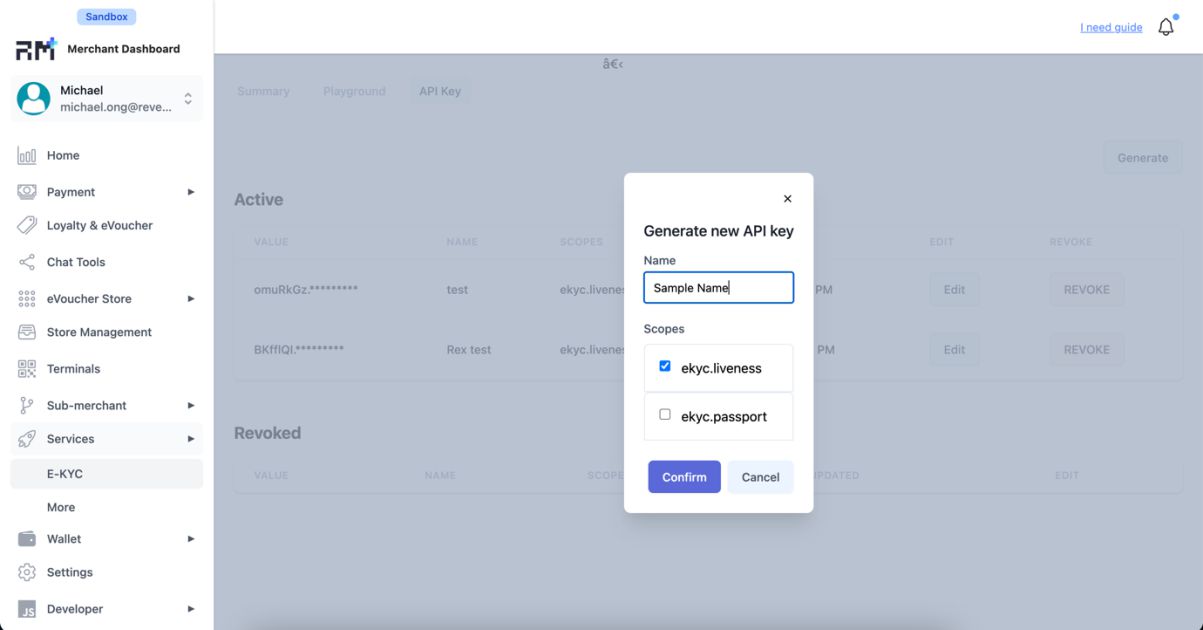 Sandbox
RM Merchant Dashboard
Michael
michael.ong@reve...
Home
Payment
Loyalty & eVoucher
Chat Tools
eVoucher Store
Store Management
Terminals
Sub-merchant
Services
E-KYC
More
Wallet
Settings
JS Developer
I need guide
â€‹
Summary Playground API Key
Generate
Active
VALUE NAME SCOPES EDIT REVOKE
omuRkGz.********* test ekyc.livenes PM Edit REVOKE
BKfflQl.********* Rex test ekyc.livenes PM Edit REVOKE
Revoked
VALUE NAME SCOPE UPDATED EDIT
×
Generate new API key
Name
Sample Name
Scopes
ekyc.liveness
ekyc.passport
Confirm Cancel